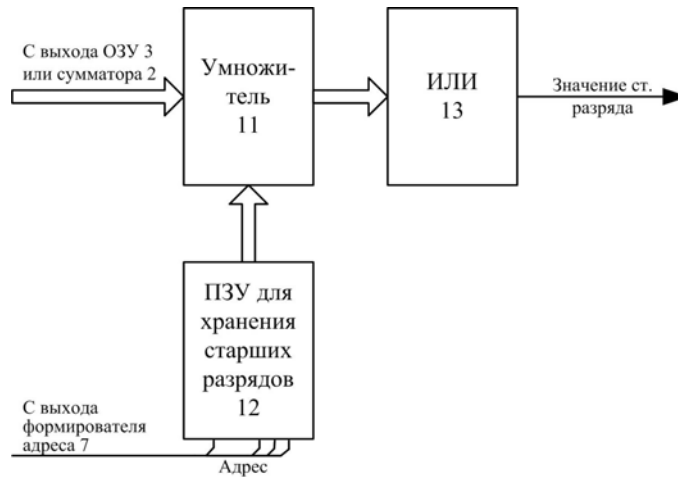 С выхода ОЗУ 3
или сумматора 2
Умножи-
тель
11
ИЛИ
13
Значение ст.
разряда
ПЗУ для
хранения
старших
разрядов
12
С выхода
формирователя
адреса 7
Адрес